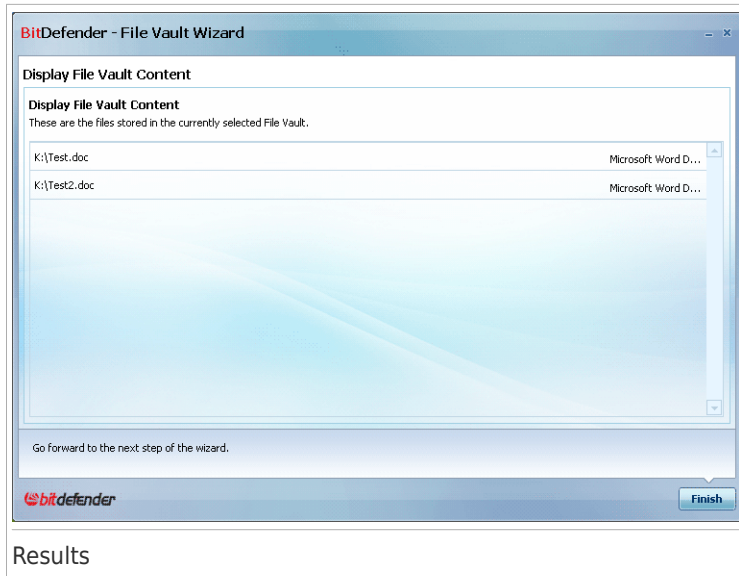 BitDefender - File Vault Wizard
Display File Vault Content
Display File Vault Content
These are the files stored in the currently selected File Vault.
K:\Test.doc Microsoft Word D...
K:\Test2.doc Microsoft Word D...
Go forward to the next step of the wizard.
bitdefender
Finish
Results